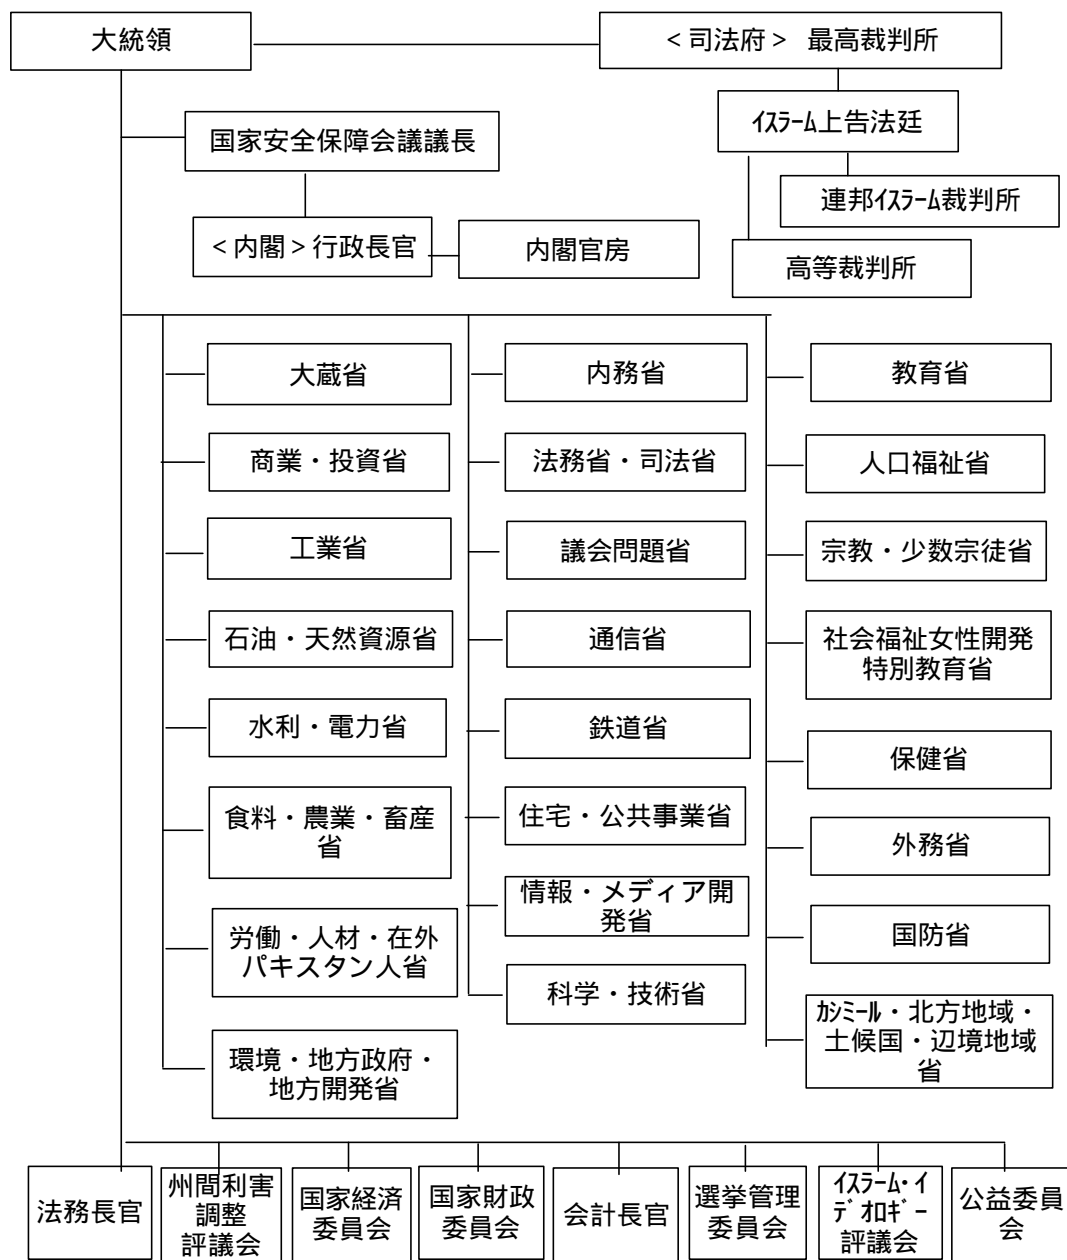 大統領
＜司法府＞ 最高裁判所
ｲｽﾗｰﾑ上告法廷
国家安全保障会議議長
連邦ｲｽﾗｰﾑ裁判所
＜内閣＞行政長官
内閣官房
高等裁判所
大蔵省
内務省
教育省
商業・投資省
法務省・司法省
人口福祉省
工業省
議会問題省
宗教・少数宗徒省
石油・天然資源省
通信省
社会福祉女性開発
特別教育省
水利・電力省
鉄道省
保健省
食料・農業・畜産
省
住宅・公共事業省
外務省
情報・メディア開
発省
労働・人材・在外
パキスタン人省
国防省
科学・技術省
ｶｼﾐｰﾙ・北方地域・
土候国・辺境地域
省
環境・地方政府・
地方開発省
法務長官
州間利害
調整
評議会
国家経済
委員会
国家財政
委員会
会計長官
選挙管理
委員会
ｲｽﾗｰﾑ・イ
ﾃﾞｵﾛｷﾞｰ
評議会
公益委員
会